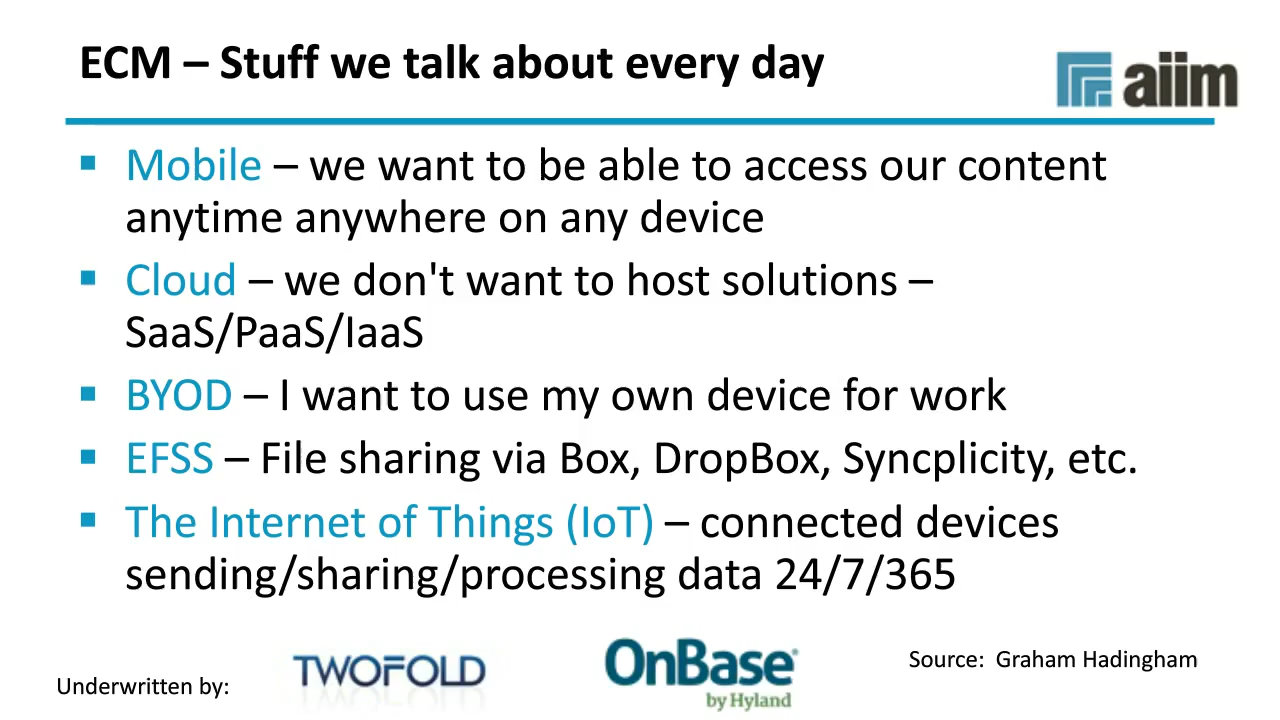 ECM – Stuff we talk about every day
aiim
▪ Mobile – we want to be able to access our content
anytime anywhere on any device
▪ Cloud – we don't want to host solutions –
SaaS/PaaS/IaaS
▪ BYOD – I want to use my own device for work
▪ EFSS – File sharing via Box, DropBox, Syncplicity, etc.
▪ The Internet of Things (IoT) – connected devices
sending/sharing/processing data 24/7/365
Underwritten by:
TWOFOLD
OnBase®
by Hyland
Source:  Graham Hadingham